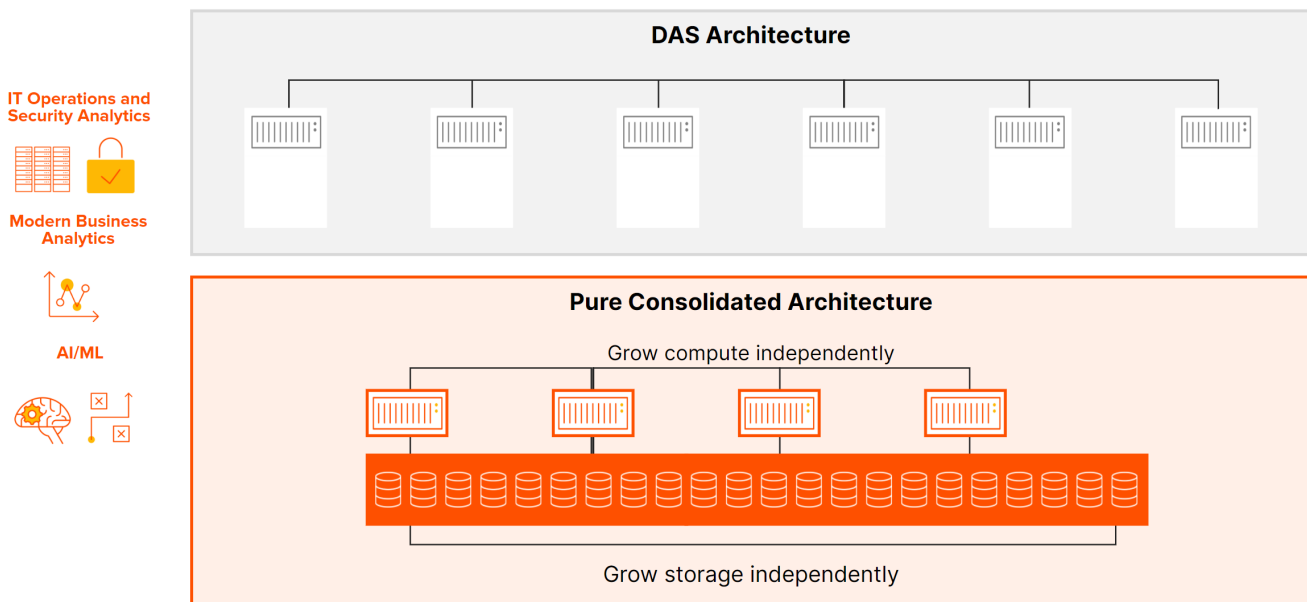 DAS Architecture
IT Operations and
Security Analytics
Modern Business
Analytics
AI/ML
Pure Consolidated Architecture
Grow compute independently
Grow storage independently